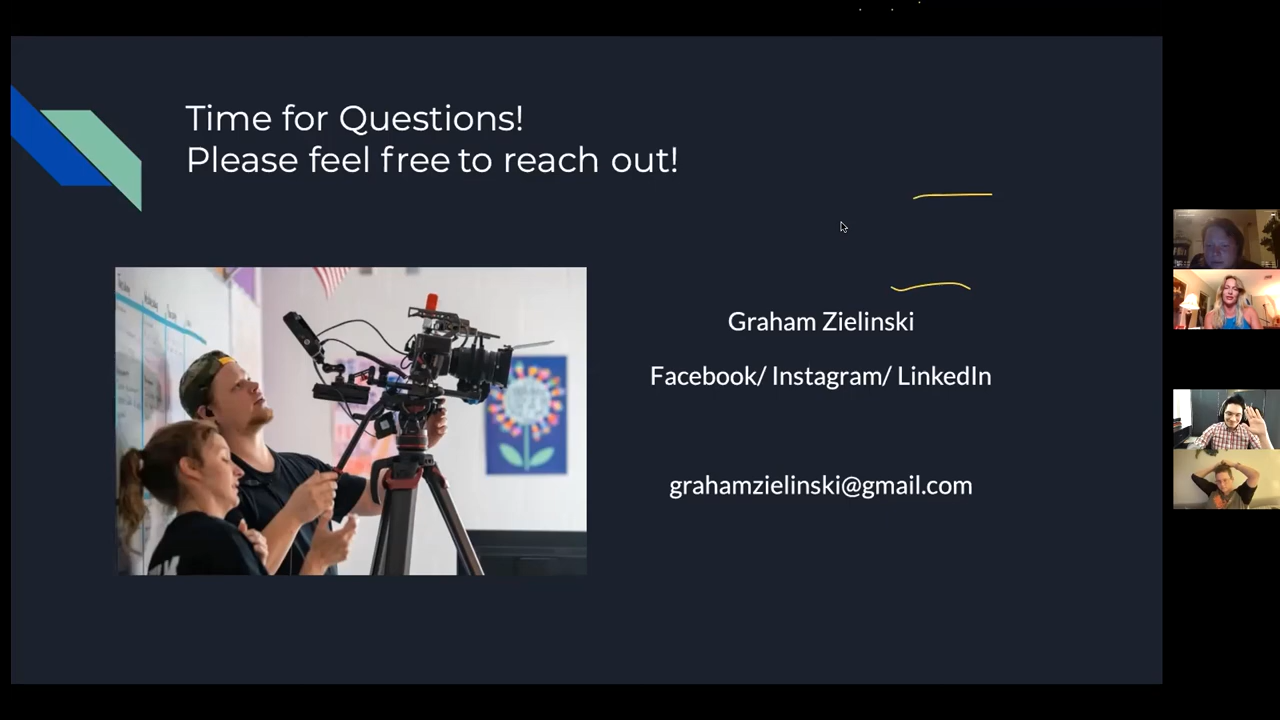 Time for Questions!
Please feel free to reach out!
Graham Zielinski
Facebook/ Instagram/ LinkedIn
grahamzielinski@gmail.com